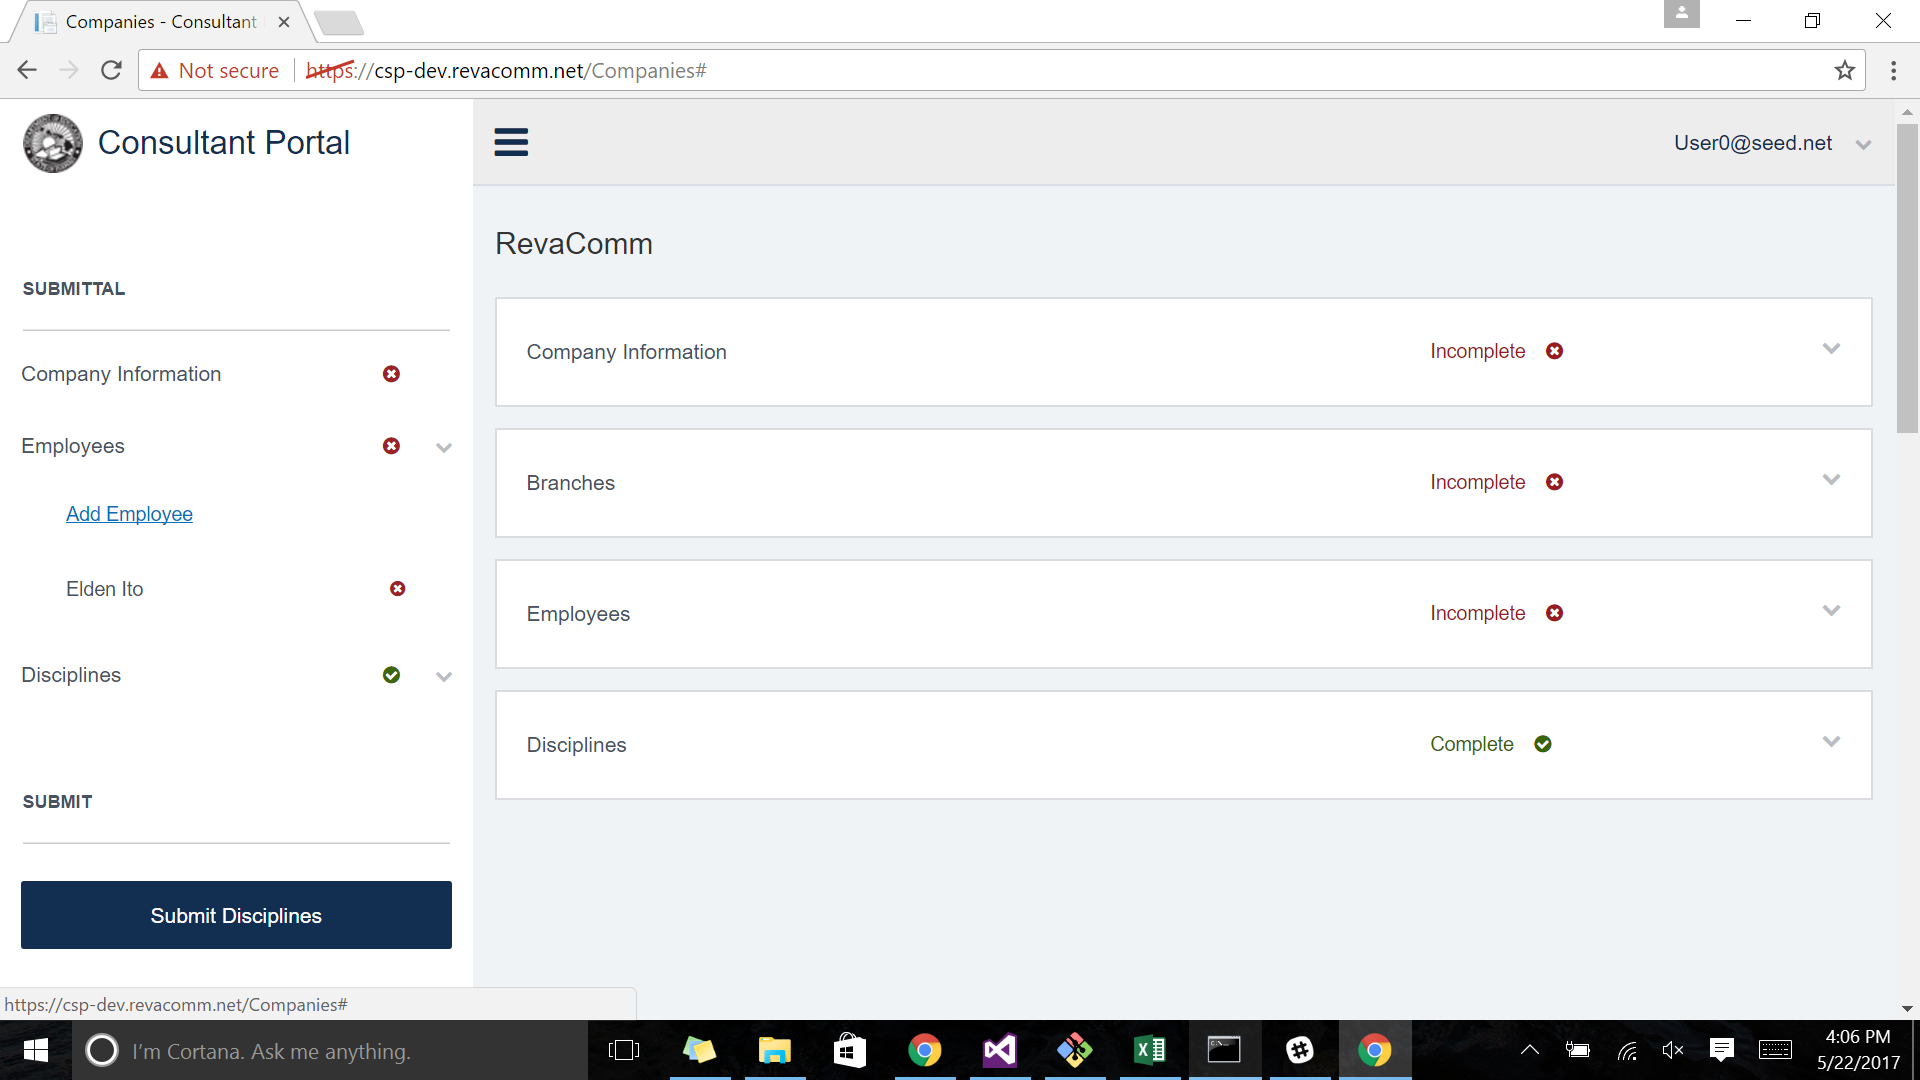 Companies - Consultant
Not secure https://csp-dev.revacomm.net/Companies#
Consultant Portal
User0@seed.net
SUBMITTAL
Company Information
Employees
Add Employee
Elden Ito
Disciplines
SUBMIT
Submit Disciplines
RevaComm
Company Information Incomplete
Branches Incomplete
Employees Incomplete
Disciplines Complete
https://csp-dev.revacomm.net/Companies#
I'm Cortana. Ask me anything.
4:06 PM
5/22/2017